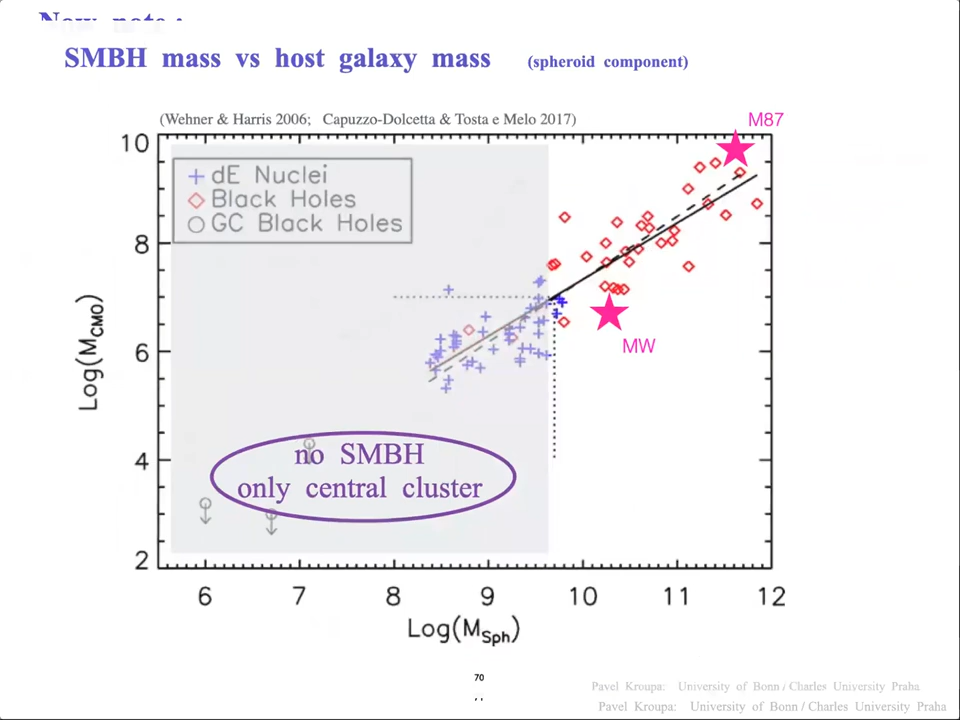 Now note :
SMBH mass vs host galaxy mass (spheroid component)
(Wehner & Harris 2006; Capuzzo-Dolcetta & Tosta e Melo 2017)
M87
10
dE Nuclei
Black Holes
GC Black Holes
8
Log(M_CMO)
6
MW
4
no SMBH
only central cluster
2
6 7 8 9 10 11 12
Log(M_Sph)
70
Pavel Kroupa: University of Bonn / Charles University Praha
Pavel Kroupa: University of Bonn / Charles University Praha